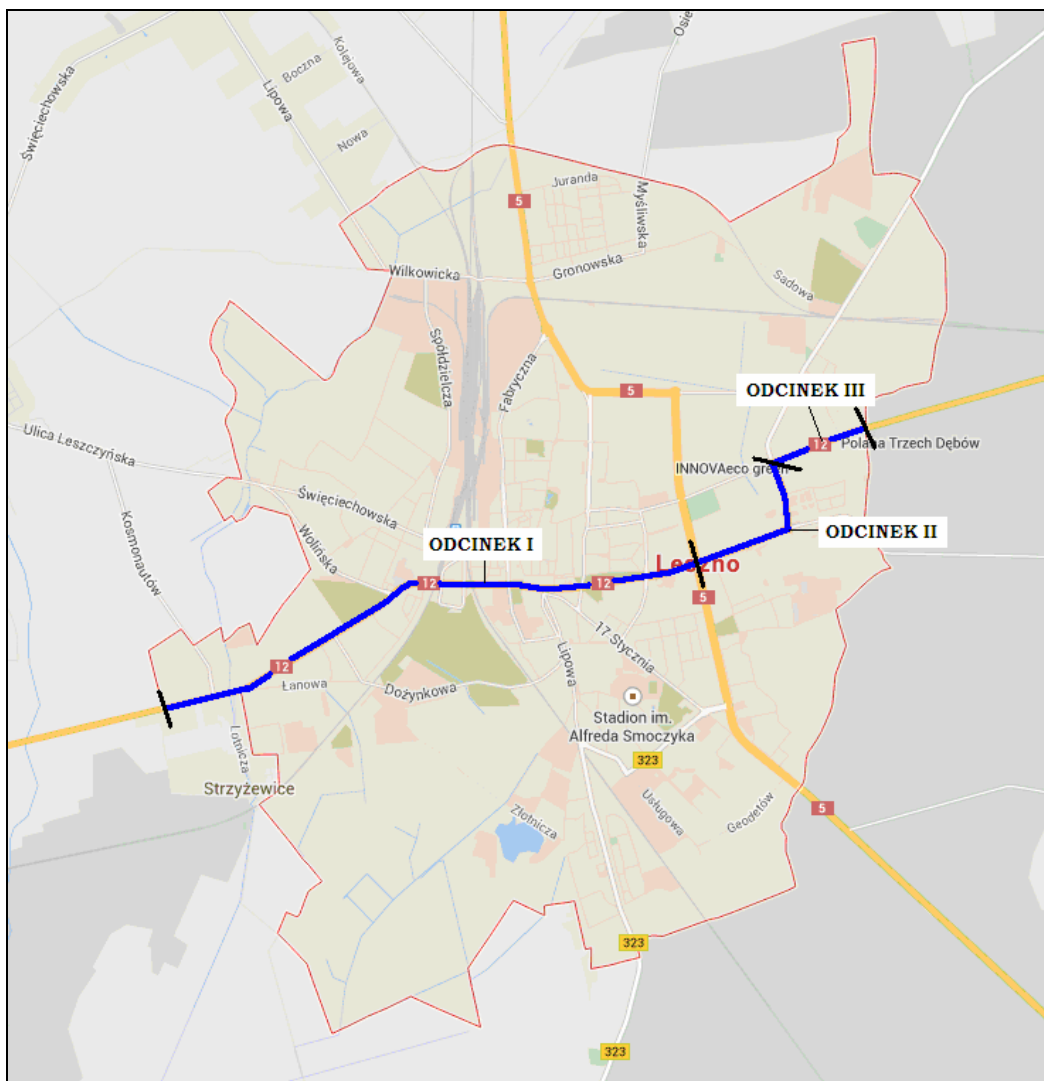 Święciechowska
Boczna
Kolejowa
Lipowa
Nowa
Osie
5
Juranda
Myśliwska
Wilkowicka
Gronowska
Sadowa
Spółdzielcza
Fabryczna
5
ODCINEK III
12
Polana Trzech Dębów
INNOVAeco green
Ulica Leszczyńska
Święciechowska
Kosmonautów
Wolińska
ODCINEK I
ODCINEK II
Leszno
12
12
5
17 Stycznia
Lipowa
12
Łanowa
Dożynkowa
Stadion im.
Alfreda Smoczyka
Lotnicza
323
Strzyżewice
Usługowa
Geodetów
5
Złotnicza
323
323